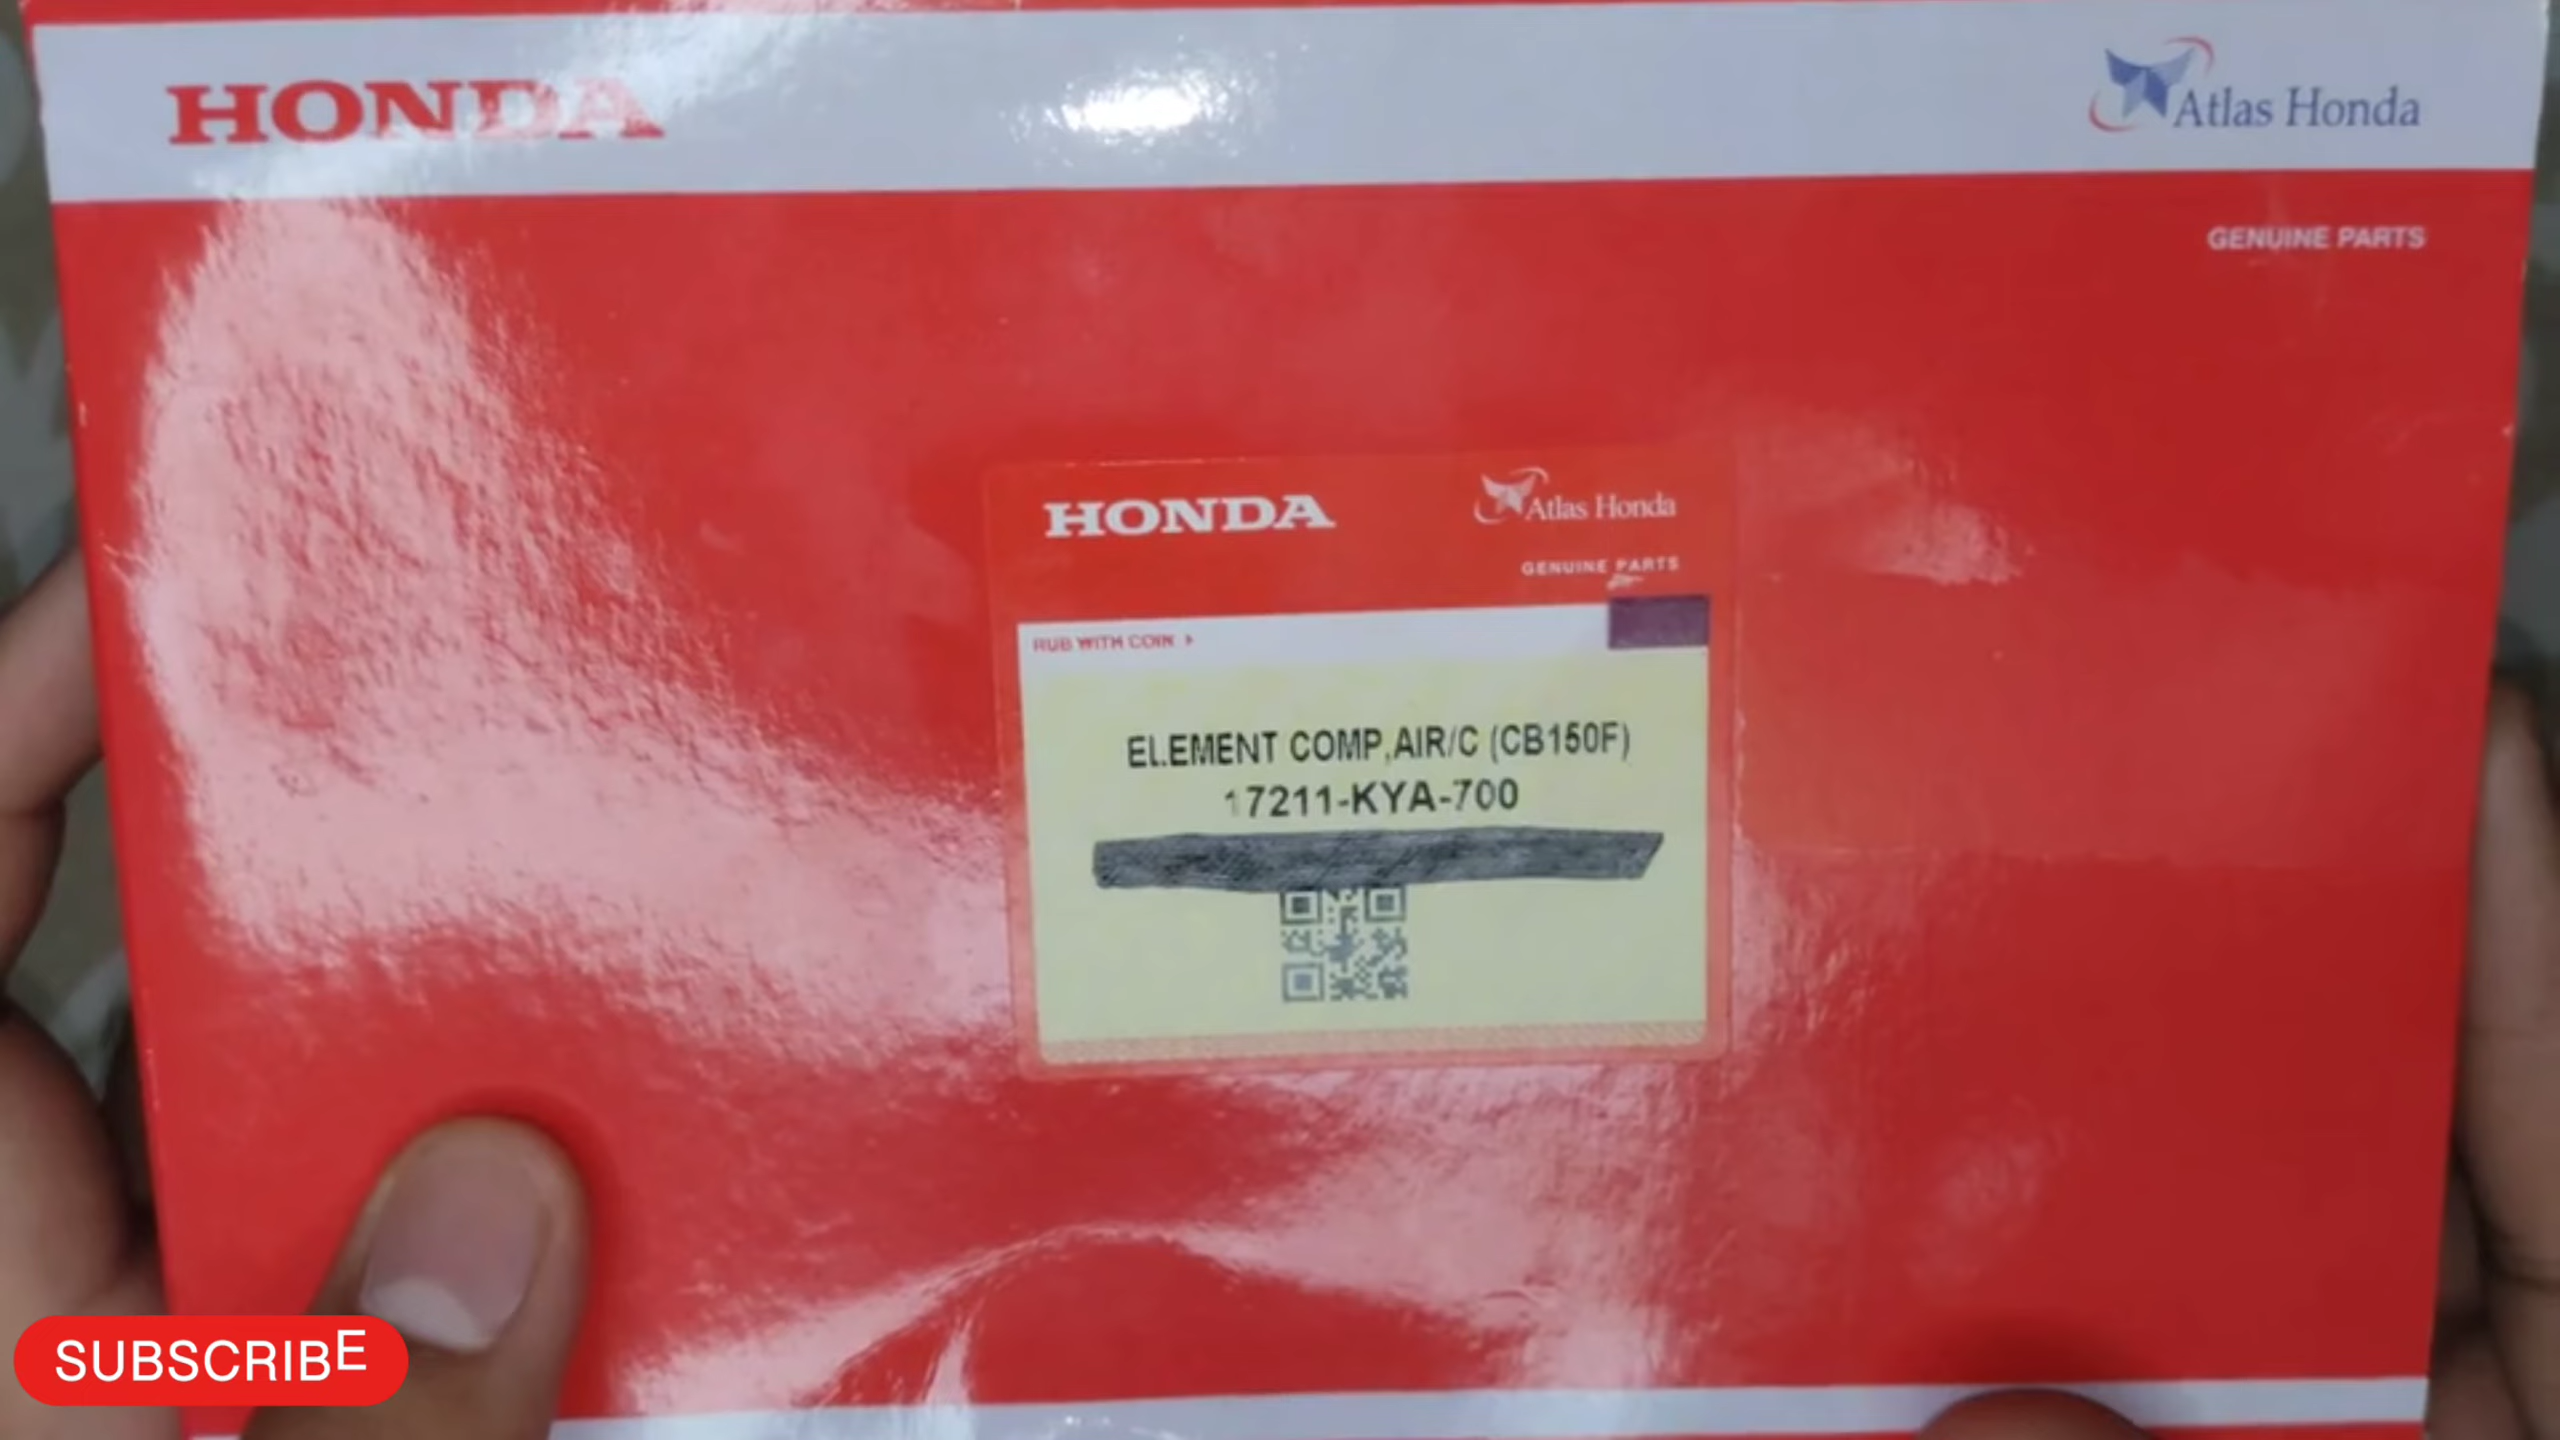 HONDA
Atlas Honda
GENUINE PARTS
HONDA
Atlas Honda
GENUINE PARTS
RUB WITH COIN
ELEMENT COMP,AIR/C (CB150F)
17211-KYA-700
SUBSCRIBE